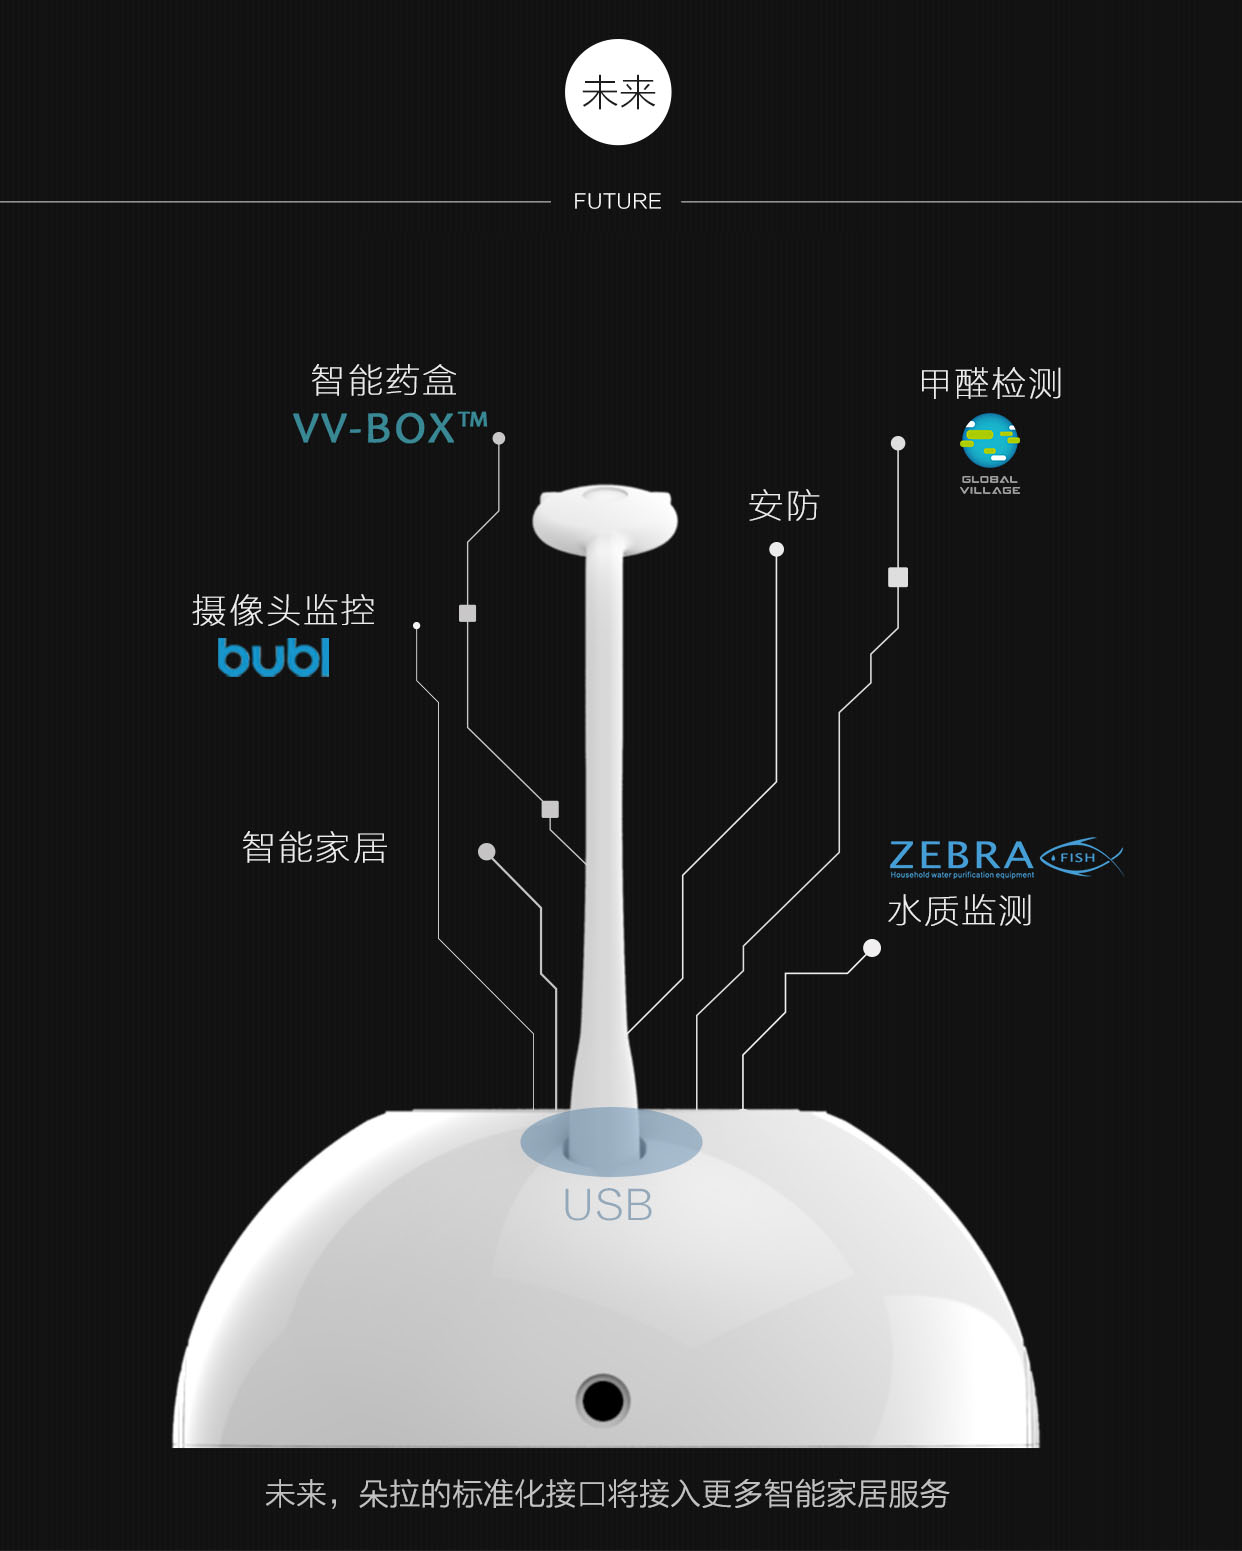 未来
FUTURE
智能药盒
VV-BOX™
甲醛检测
GLOBAL
VILLAGE
安防
摄像头监控
bubl
智能家居
ZEBRA FISH
Household water purification equipment
水质监测
USB
未来，朵拉的标准化接口将接入更多智能家居服务